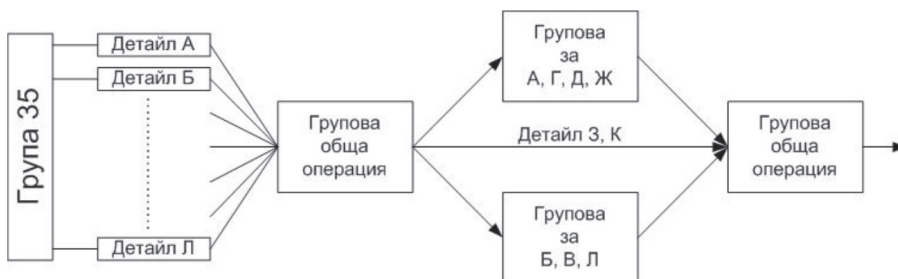 Група 35
Детайл А
Детайл Б
Детайл Л
Групова
обща
операция
Групова
за
А, Г, Д, Ж
Детайл З, К
Групова
за
Б, В, Л
Групова
обща
операция